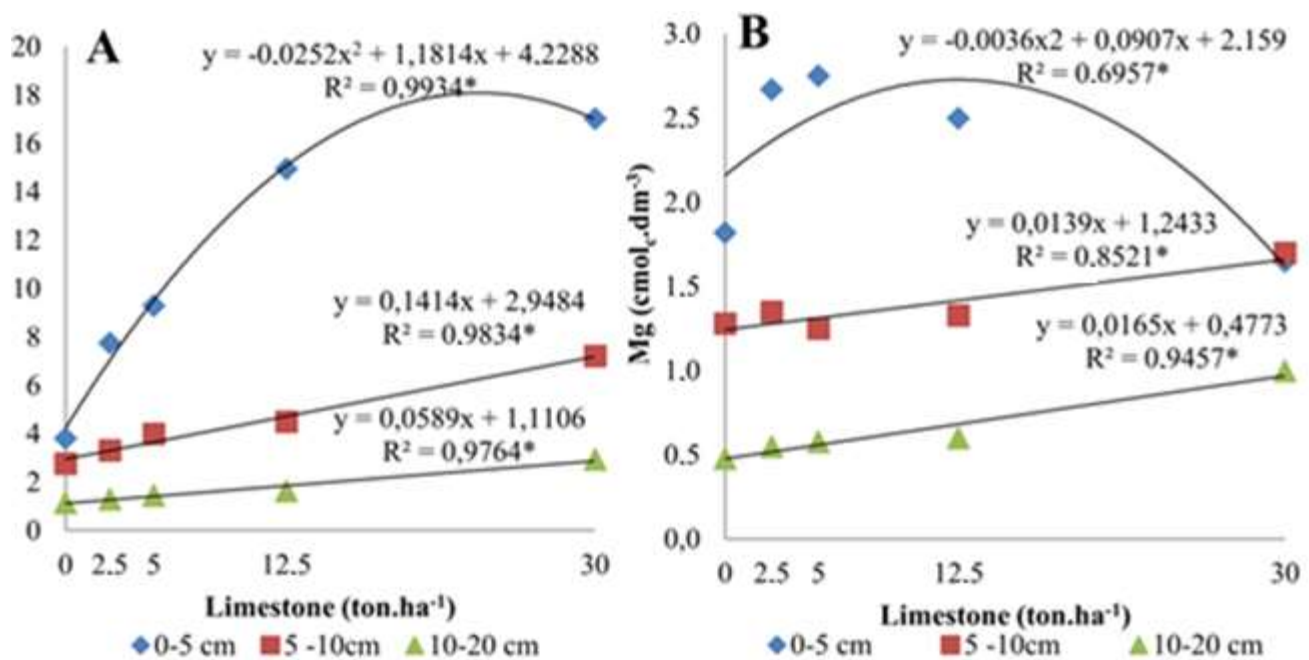 A
y = -0.0252x² + 1,1814x + 4.2288
R² = 0,9934*
20
18
16
14
12
10
8
6
4
2
0
y = 0,1414x + 2,9484
R² = 0,9834*
y = 0,0589x + 1,1106
R² = 0,9764*
0 2.5 5 12.5 30
Limestone (ton.ha⁻¹)
0-5 cm 5 -10cm 10-20 cm
B
y = -0.0036x2 + 0,0907x + 2.159
R² = 0.6957*
Mg (cmolc.dm⁻³)
3.0
2.5
2.0
1.5
1.0
0.5
0,0
y = 0,0139x + 1,2433
R² = 0.8521*
y = 0,0165x + 0,4773
R² = 0,9457*
0 2.5 5 12.5 30
Limestone (ton.ha⁻¹)
0-5 cm 5 -10cm 10-20 cm